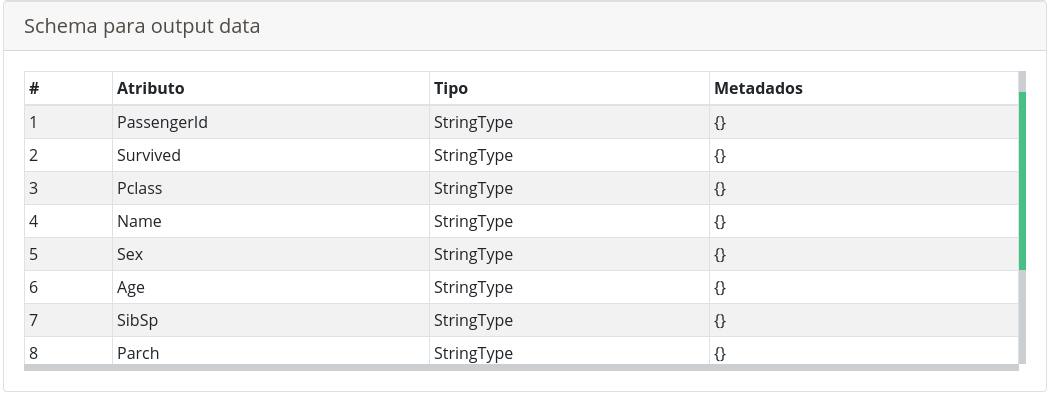 Schema para output data
# Atributo Tipo Metadados
1 PassengerId StringType {}
2 Survived StringType {}
3 Pclass StringType {}
4 Name StringType {}
5 Sex StringType {}
6 Age StringType {}
7 SibSp StringType {}
8 Parch StringType {}